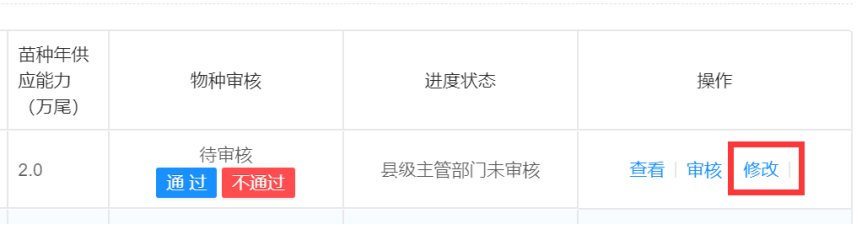 苗种年供
应能力
（万尾）
物种审核
进度状态
操作
2.0
待审核
通 过 不通过
县级主管部门未审核
查看 审核 修改